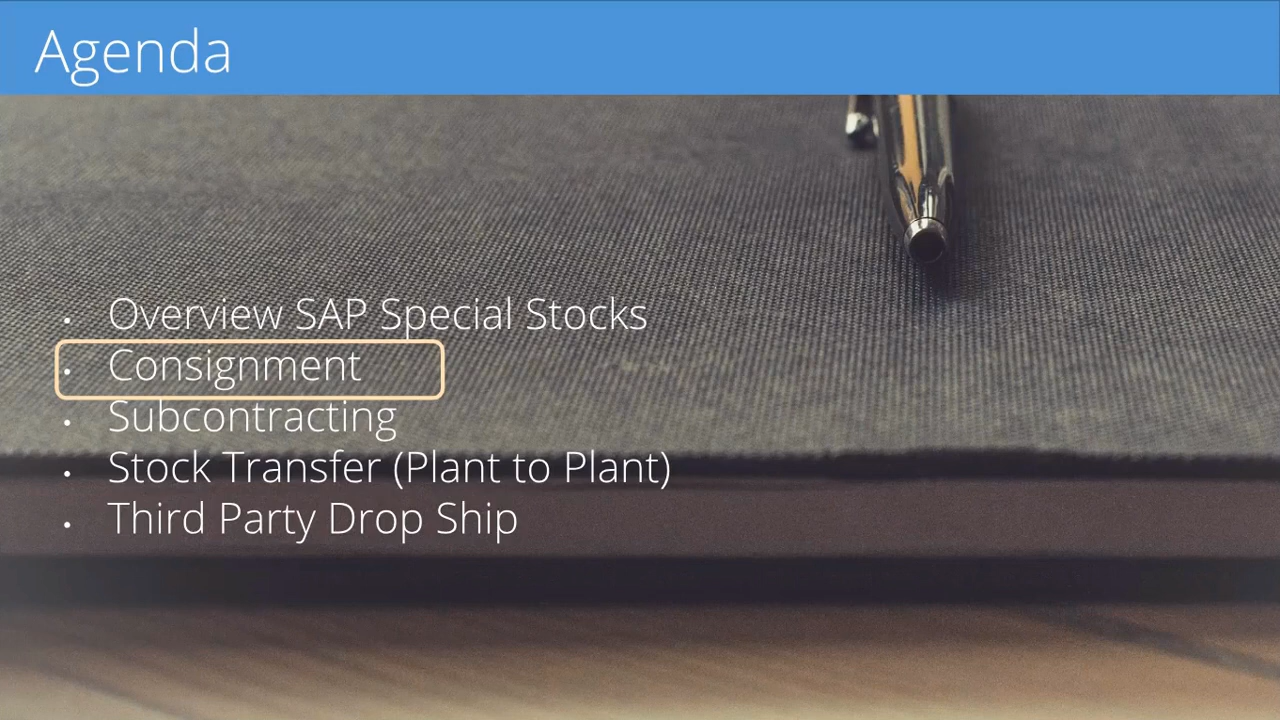 Agenda
• Overview SAP Special Stocks
• Consignment
• Subcontracting
• Stock Transfer (Plant to Plant)
• Third Party Drop Ship